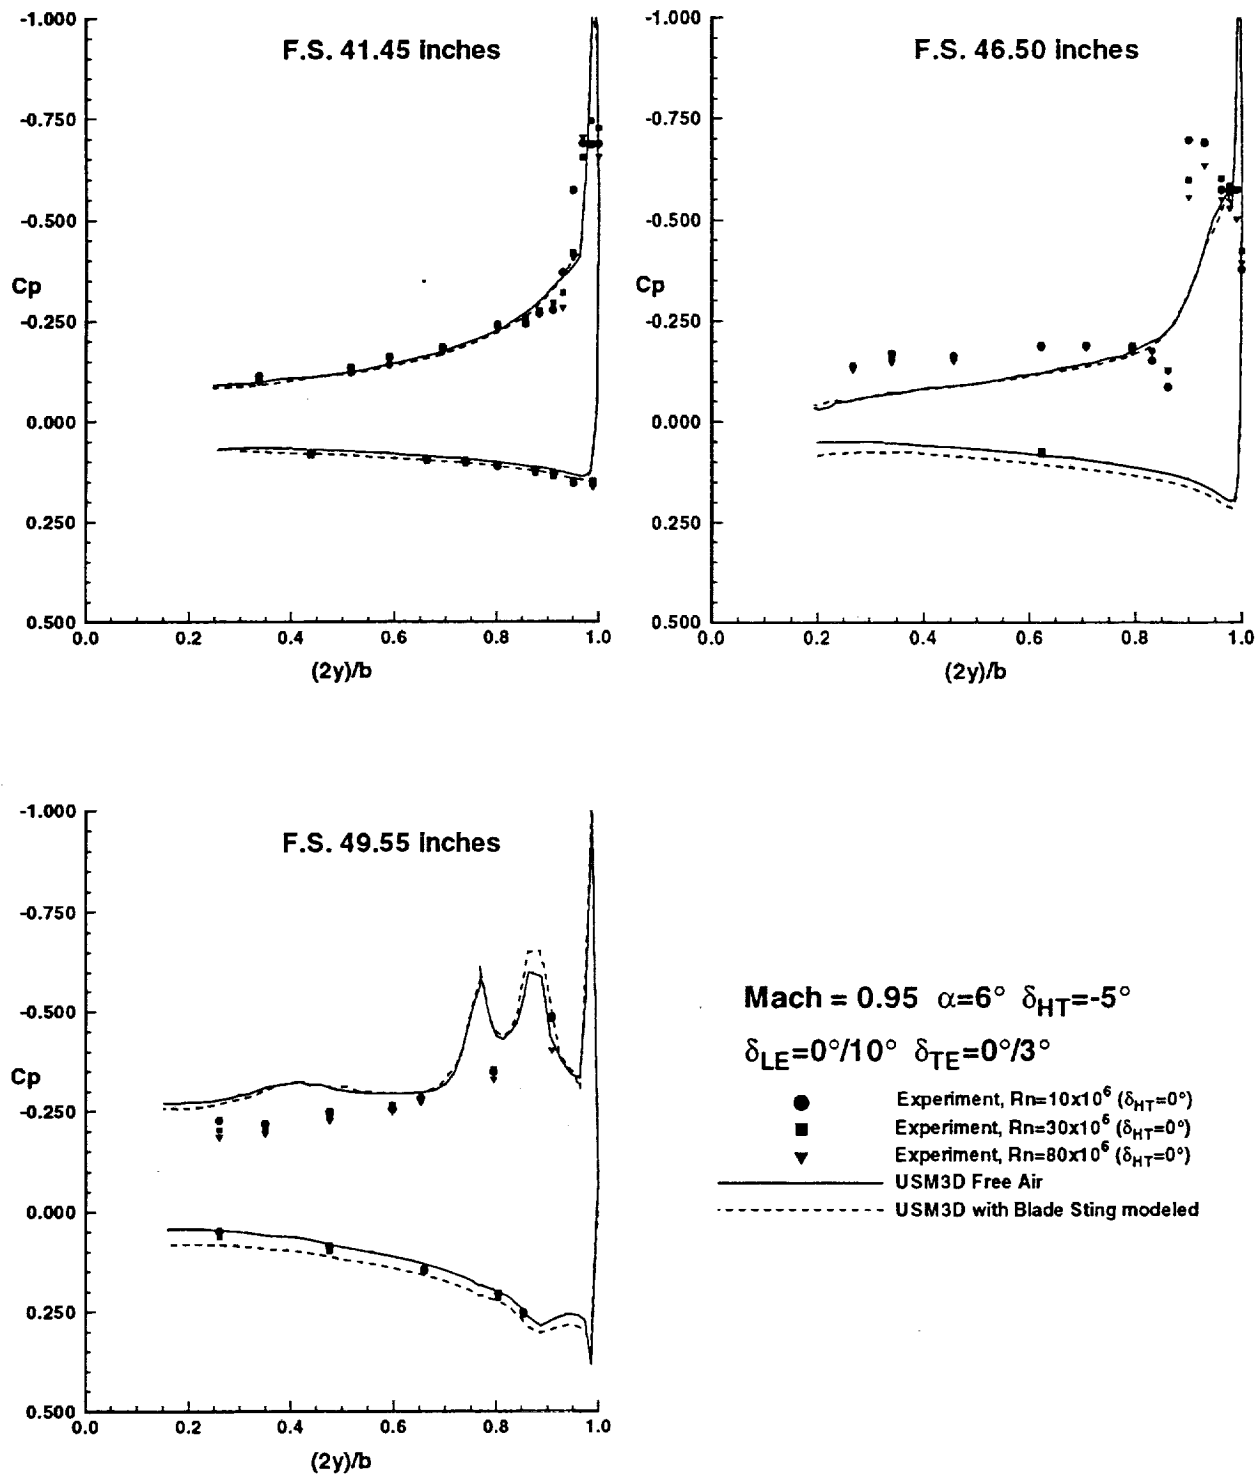 F.S. 41.45 inches
-1.000
-0.750
-0.500
Cp
-0.250
0.000
0.250
0.500
0.0 0.2 0.4 0.6 0.8 1.0
(2y)/b
F.S. 46.50 inches
-1.000
-0.750
-0.500
Cp
-0.250
0.000
0.250
0.500
0.0 0.2 0.4 0.6 0.8 1.0
(2y)/b
F.S. 49.55 inches
-1.000
-0.750
-0.500
Cp
-0.250
0.000
0.250
0.500
0.0 0.2 0.4 0.6 0.8 1.0
(2y)/b
Mach = 0.95 α=6° δHT=-5°
δLE=0°/10° δTE=0°/3°
Experiment, Rn=10x10⁶ (δHT=0°)
Experiment, Rn=30x10⁶ (δHT=0°)
Experiment, Rn=80x10⁶ (δHT=0°)
USM3D Free Air
USM3D with Blade Sting modeled